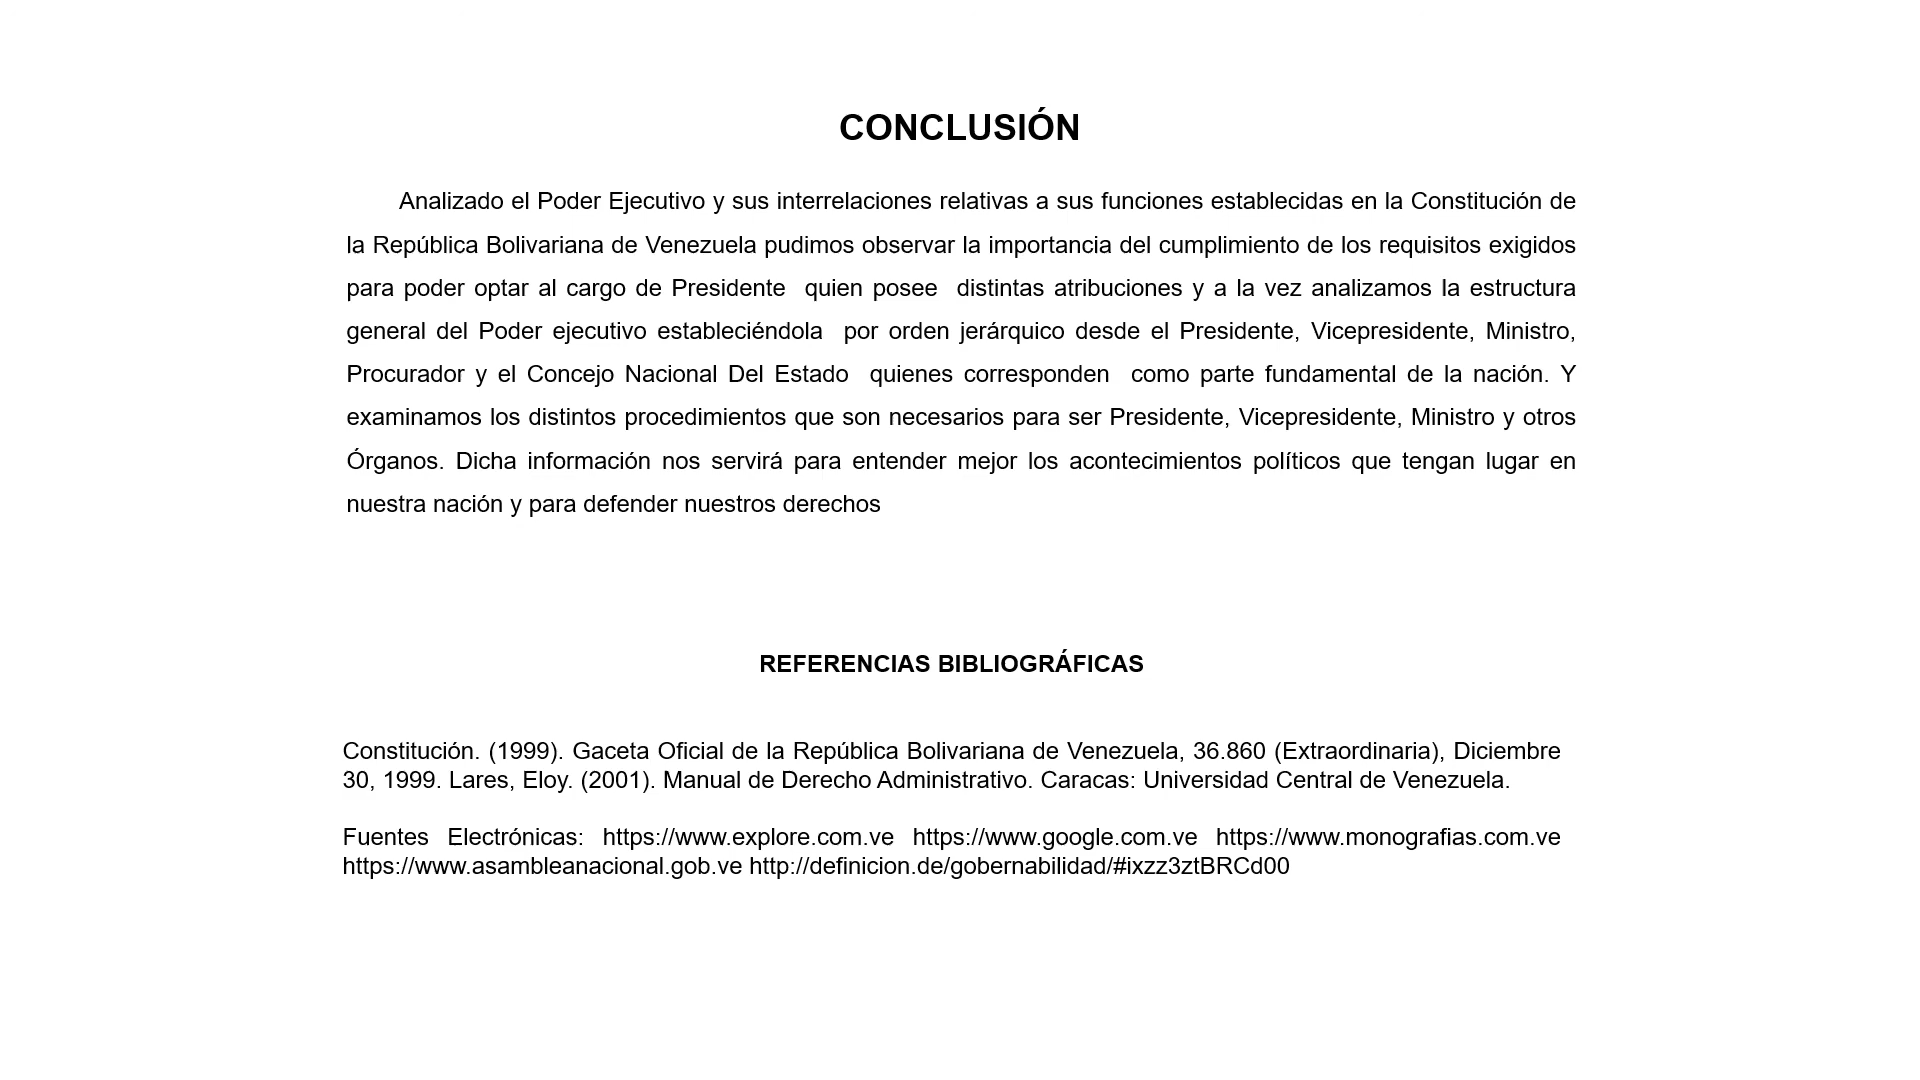 CONCLUSIÓN
Analizado el Poder Ejecutivo y sus interrelaciones relativas a sus funciones establecidas en la Constitución de
la República Bolivariana de Venezuela pudimos observar la importancia del cumplimiento de los requisitos exigidos
para poder optar al cargo de Presidente  quien posee  distintas atribuciones y a la vez analizamos la estructura
general del Poder ejecutivo estableciéndola  por orden jerárquico desde el Presidente, Vicepresidente, Ministro,
Procurador y el Concejo Nacional Del Estado  quienes corresponden  como parte fundamental de la nación. Y
examinamos los distintos procedimientos que son necesarios para ser Presidente, Vicepresidente, Ministro y otros
Órganos. Dicha información nos servirá para entender mejor los acontecimientos políticos que tengan lugar en
nuestra nación y para defender nuestros derechos
REFERENCIAS BIBLIOGRÁFICAS
Constitución. (1999). Gaceta Oficial de la República Bolivariana de Venezuela, 36.860 (Extraordinaria), Diciembre
30, 1999. Lares, Eloy. (2001). Manual de Derecho Administrativo. Caracas: Universidad Central de Venezuela.
Fuentes Electrónicas: https://www.explore.com.ve https://www.google.com.ve https://www.monografias.com.ve
https://www.asambleanacional.gob.ve http://definicion.de/gobernabilidad/#ixzz3ztBRCd00